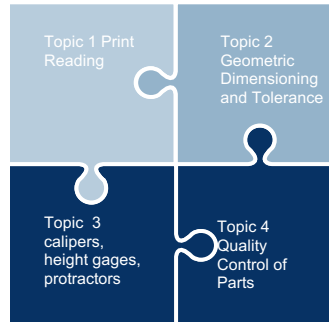 Topic 1 Print
Reading
Topic 2
Geometric
Dimensioning
and Tolerance
Topic  3
calipers,
height gages,
protractors
Topic 4
Quality
Control of
Parts